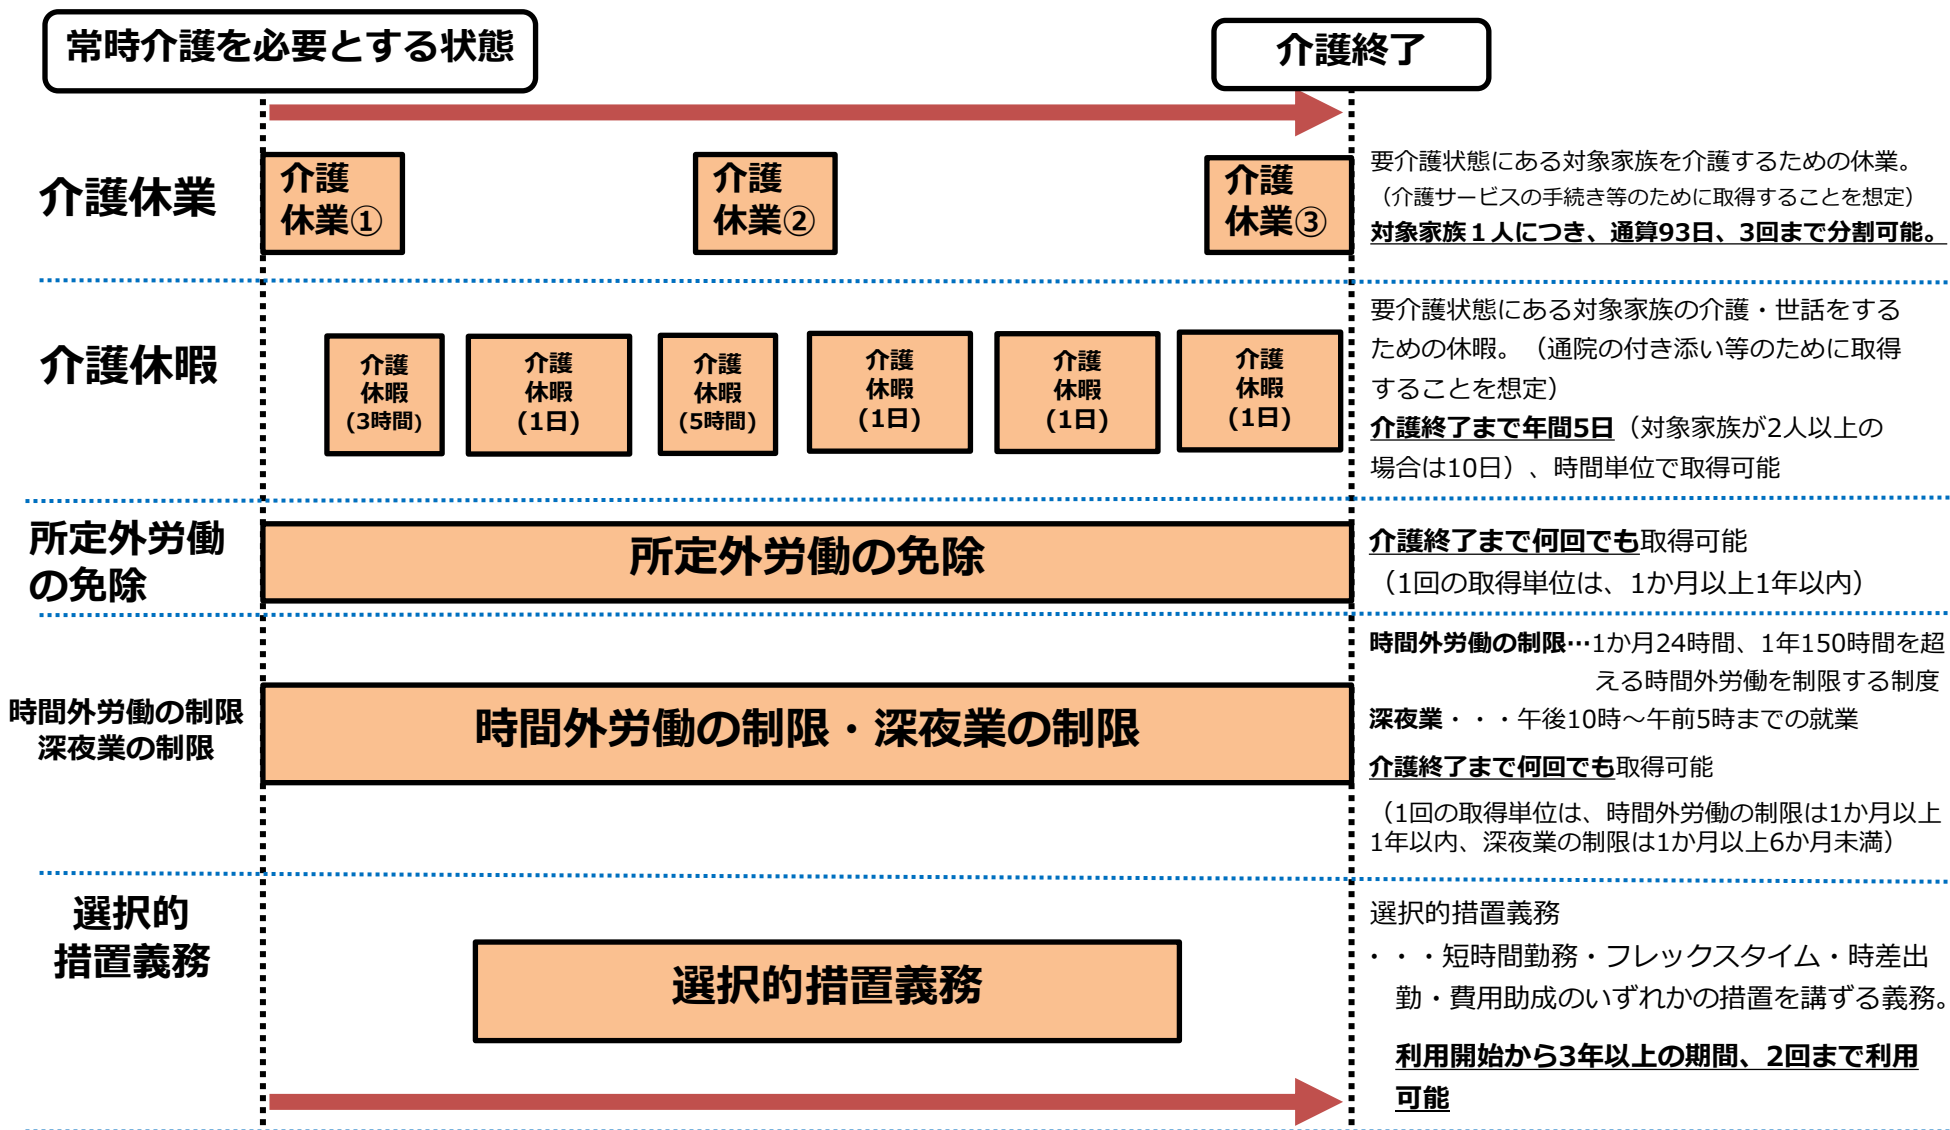 常時介護を必要とする状態
介護終了
介護休業
介護
休業①
介護
休業②
介護
休業③
要介護状態にある対象家族を介護するための休業。
（介護サービスの手続き等のために取得することを想定）
対象家族１人につき、通算93日、3回まで分割可能。
介護休暇
介護
休暇
(3時間)
介護
休暇
(1日)
介護
休暇
(5時間)
介護
休暇
(1日)
介護
休暇
(1日)
介護
休暇
(1日)
要介護状態にある対象家族の介護・世話をする
ための休暇。（通院の付き添い等のために取得
することを想定）
介護終了まで年間5日（対象家族が2人以上の
場合は10日）、時間単位で取得可能
所定外労働
の免除
所定外労働の免除
介護終了まで何回でも取得可能
（1回の取得単位は、1か月以上1年以内）
時間外労働の制限
深夜業の制限
時間外労働の制限・深夜業の制限
時間外労働の制限…1か月24時間、1年150時間を超
える時間外労働を制限する制度
深夜業・・・午後10時～午前5時までの就業
介護終了まで何回でも取得可能
（1回の取得単位は、時間外労働の制限は1か月以上
1年以内、深夜業の制限は1か月以上6か月未満）
選択的
措置義務
選択的措置義務
選択的措置義務
・・・短時間勤務・フレックスタイム・時差出
勤・費用助成のいずれかの措置を講ずる義務。
利用開始から3年以上の期間、2回まで利用
可能